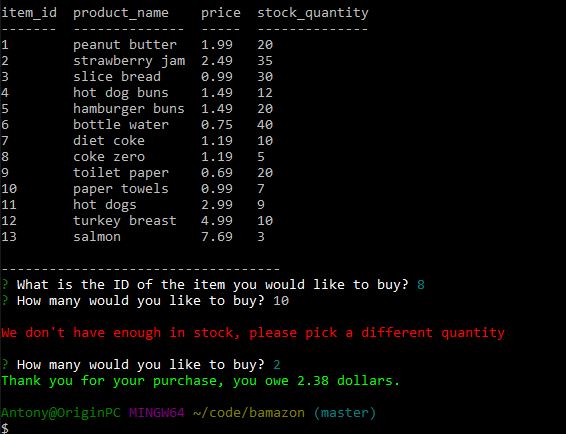 item_id  product_name    price  stock_quantity
-------  --------------  -----  --------------
1        peanut butter   1.99   20
2        strawberry jam  2.49   35
3        slice bread     0.99   30
4        hot dog buns    1.49   12
5        hamburger buns  1.49   20
6        bottle water    0.75   40
7        diet coke       1.19   10
8        coke zero       1.19   5
9        toilet paper    0.69   20
10       paper towels    0.99   7
11       hot dogs        2.99   9
12       turkey breast   4.99   10
13       salmon          7.69   3
-----------------------------------
? What is the ID of the item you would like to buy? 8
? How many would you like to buy? 10
We don't have enough in stock, please pick a different quantity
? How many would you like to buy? 2
Thank you for your purchase, you owe 2.38 dollars.
Antony@OriginPC MINGW64 ~/code/bamazon (master)
$